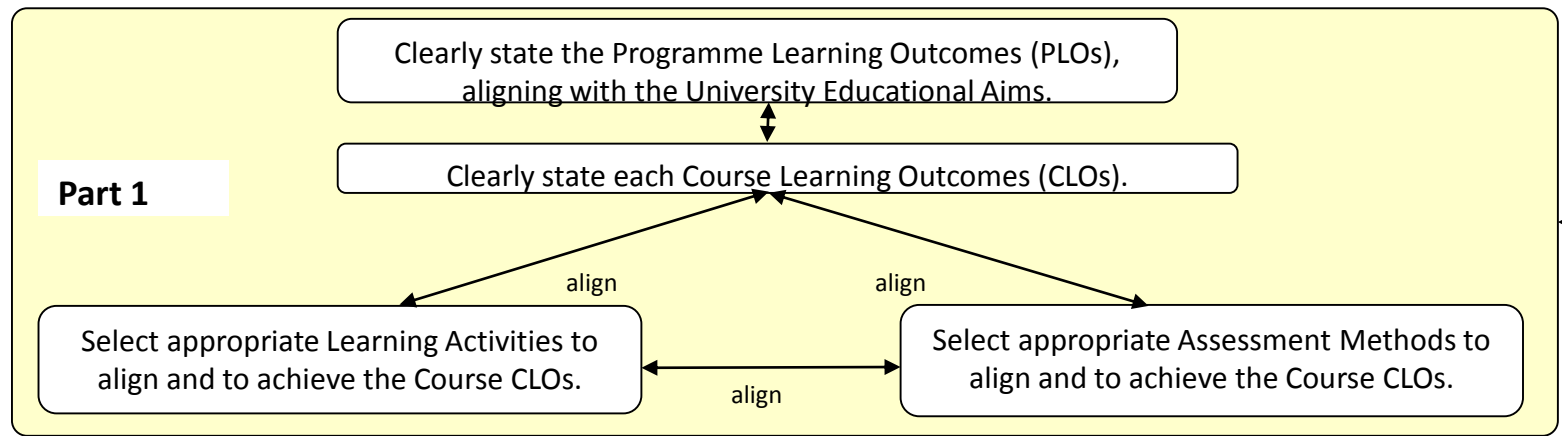 Clearly state the Programme Learning Outcomes (PLOs),
aligning with the University Educational Aims.
Clearly state each Course Learning Outcomes (CLOs).
Part 1
align
align
Select appropriate Learning Activities to
align and to achieve the Course CLOs.
Select appropriate Assessment Methods to
align and to achieve the Course CLOs.
align